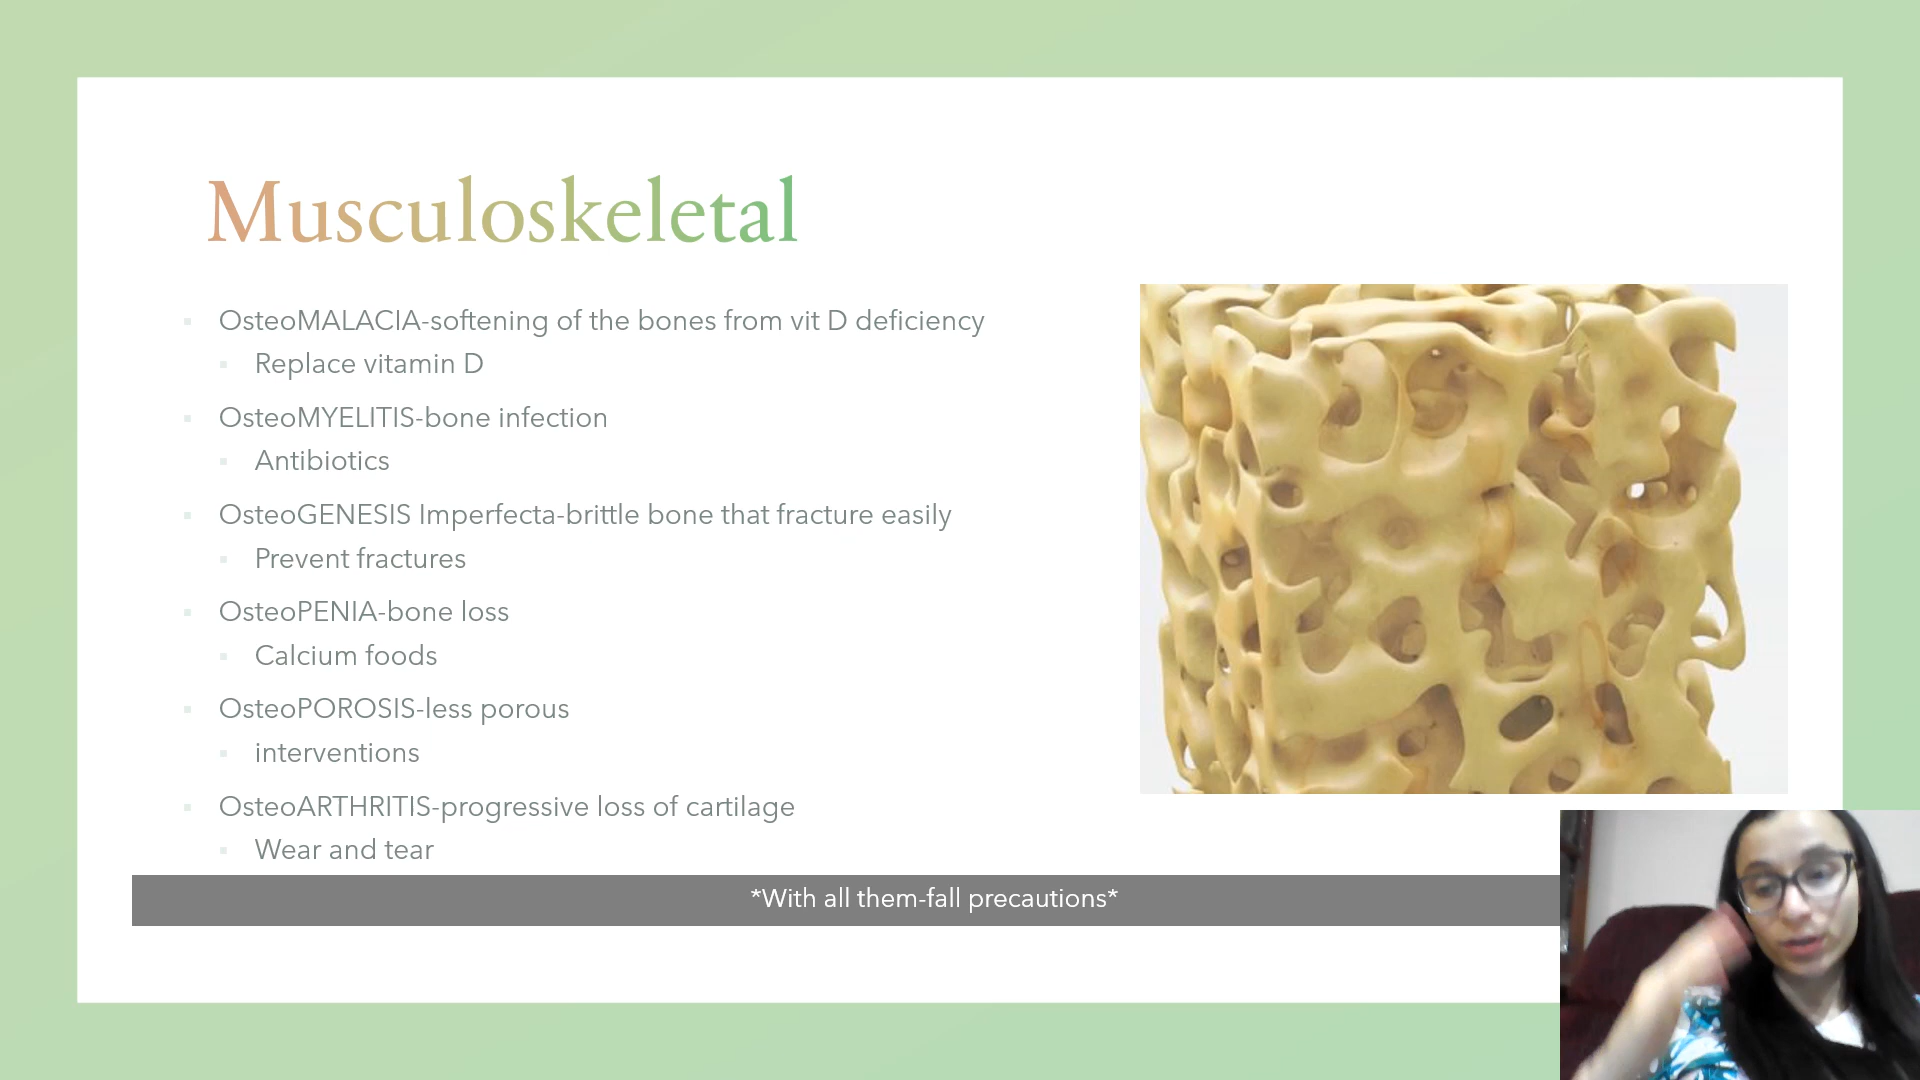 Musculoskeletal
OsteoMALACIA-softening of the bones from vit D deficiency
Replace vitamin D
OsteoMYELITIS-bone infection
Antibiotics
OsteoGENESIS Imperfecta-brittle bone that fracture easily
Prevent fractures
OsteoPENIA-bone loss
Calcium foods
OsteoPOROSIS-less porous
interventions
OsteoARTHRITIS-progressive loss of cartilage
Wear and tear
*With all them-fall precautions*